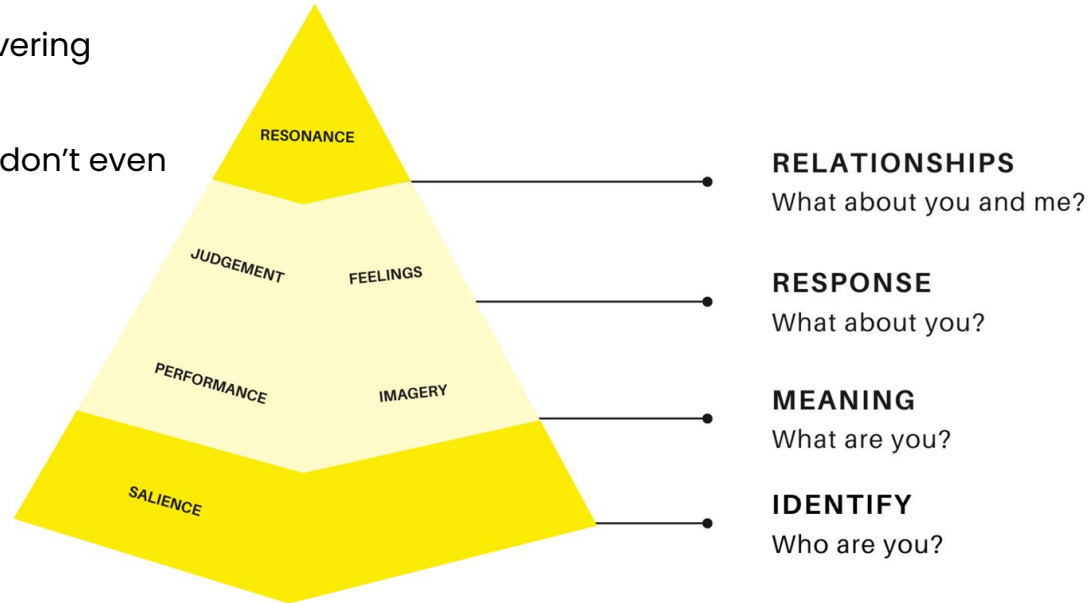 vering
don't even
RESONANCE
JUDGEMENT
FEELINGS
PERFORMANCE
IMAGERY
SALIENCE
RELATIONSHIPS
What about you and me?
RESPONSE
What about you?
MEANING
What are you?
IDENTIFY
Who are you?